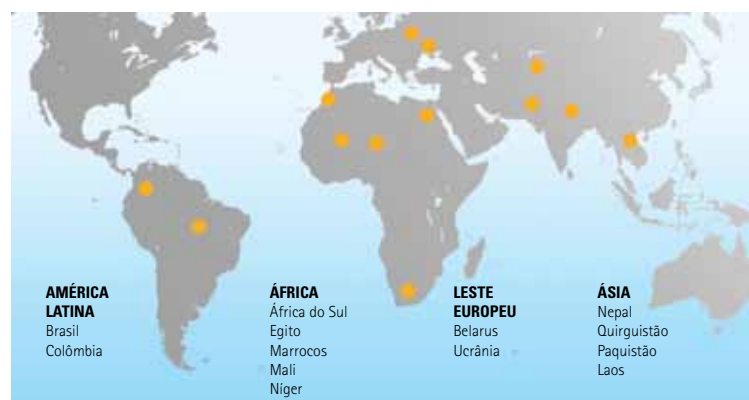 AMÉRICA
LATINA
Brasil
Colômbia
ÁFRICA
África do Sul
Egito
Marrocos
Mali
Níger
LESTE
EUROPEU
Belarus
Ucrânia
ÁSIA
Nepal
Quirguistão
Paquistão
Laos